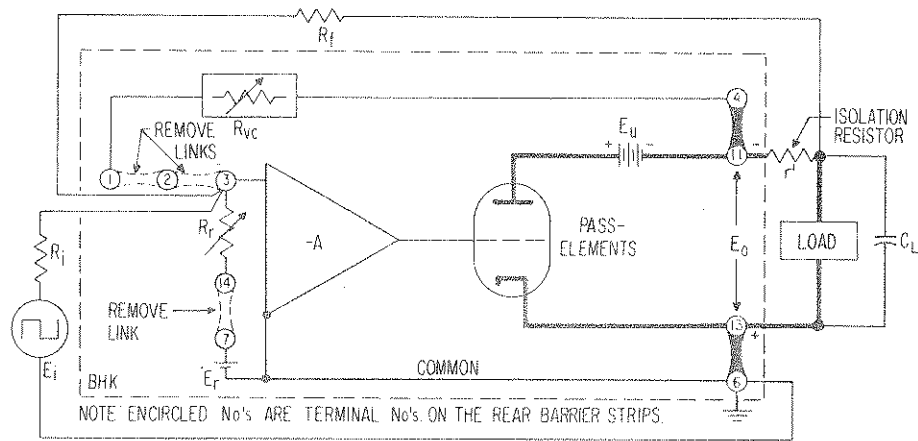 Rf
4
Rvc
REMOVE
LINKS
1
2
3
Eu
+
-
11
-
ISOLATION
RESISTOR
r'
Ri
Rr
-A
PASS-
ELEMENTS
Eo
LOAD
CL
14
REMOVE
LINK
7
13
+
Ei
Er
COMMON
BHK
6
NOTE ENCIRCLED No's ARE TERMINAL No's. ON THE REAR BARRIER STRIPS.